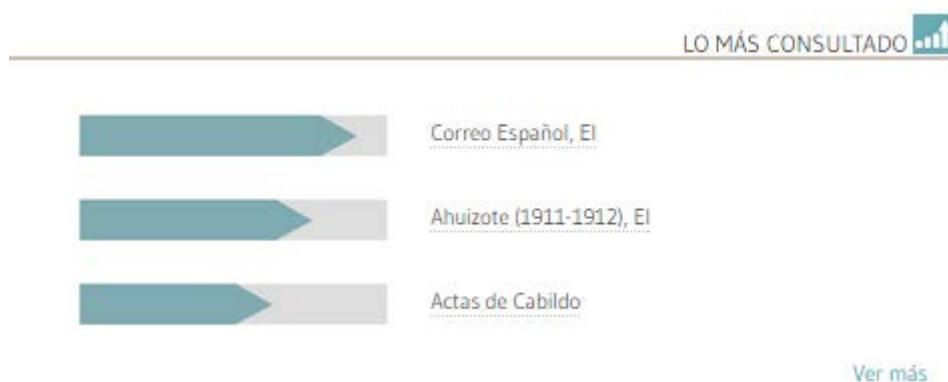 LO MÁS CONSULTADO
Correo Español, El
Ahuizote (1911-1912), El
Actas de Cabildo
Ver más